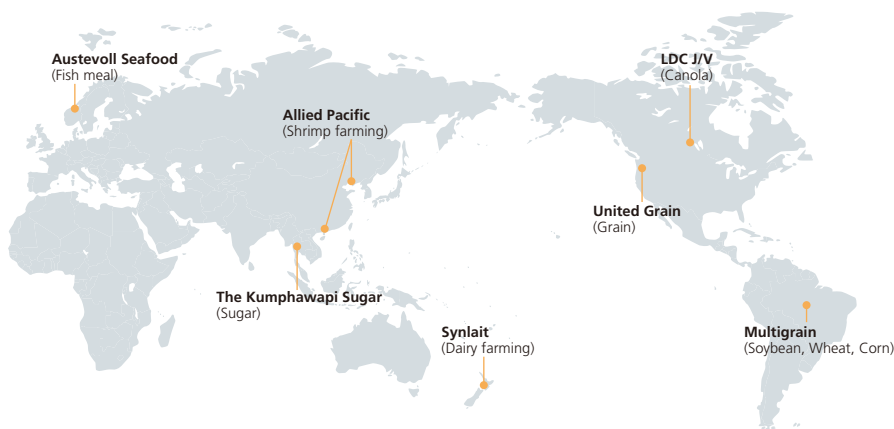 Austevoll Seafood
(Fish meal)
LDC J/V
(Canola)
Allied Pacific
(Shrimp farming)
United Grain
(Grain)
The Kumphawapi Sugar
(Sugar)
Synlait
(Dairy farming)
Multigrain
(Soybean, Wheat, Corn)